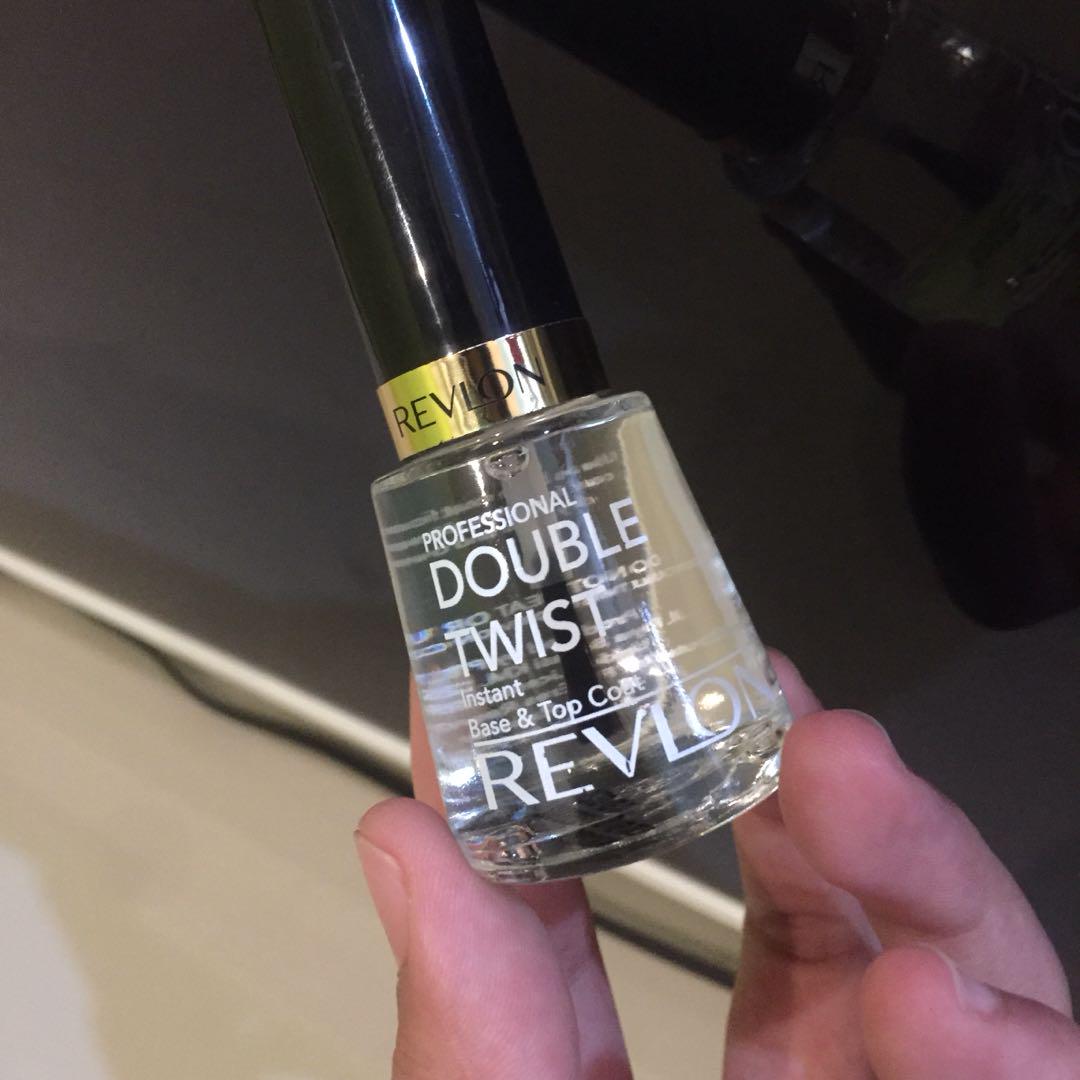 REVLON
PROFESSIONAL
DOUBLE
TWIST
Instant
Base & Top Coat
REVLON